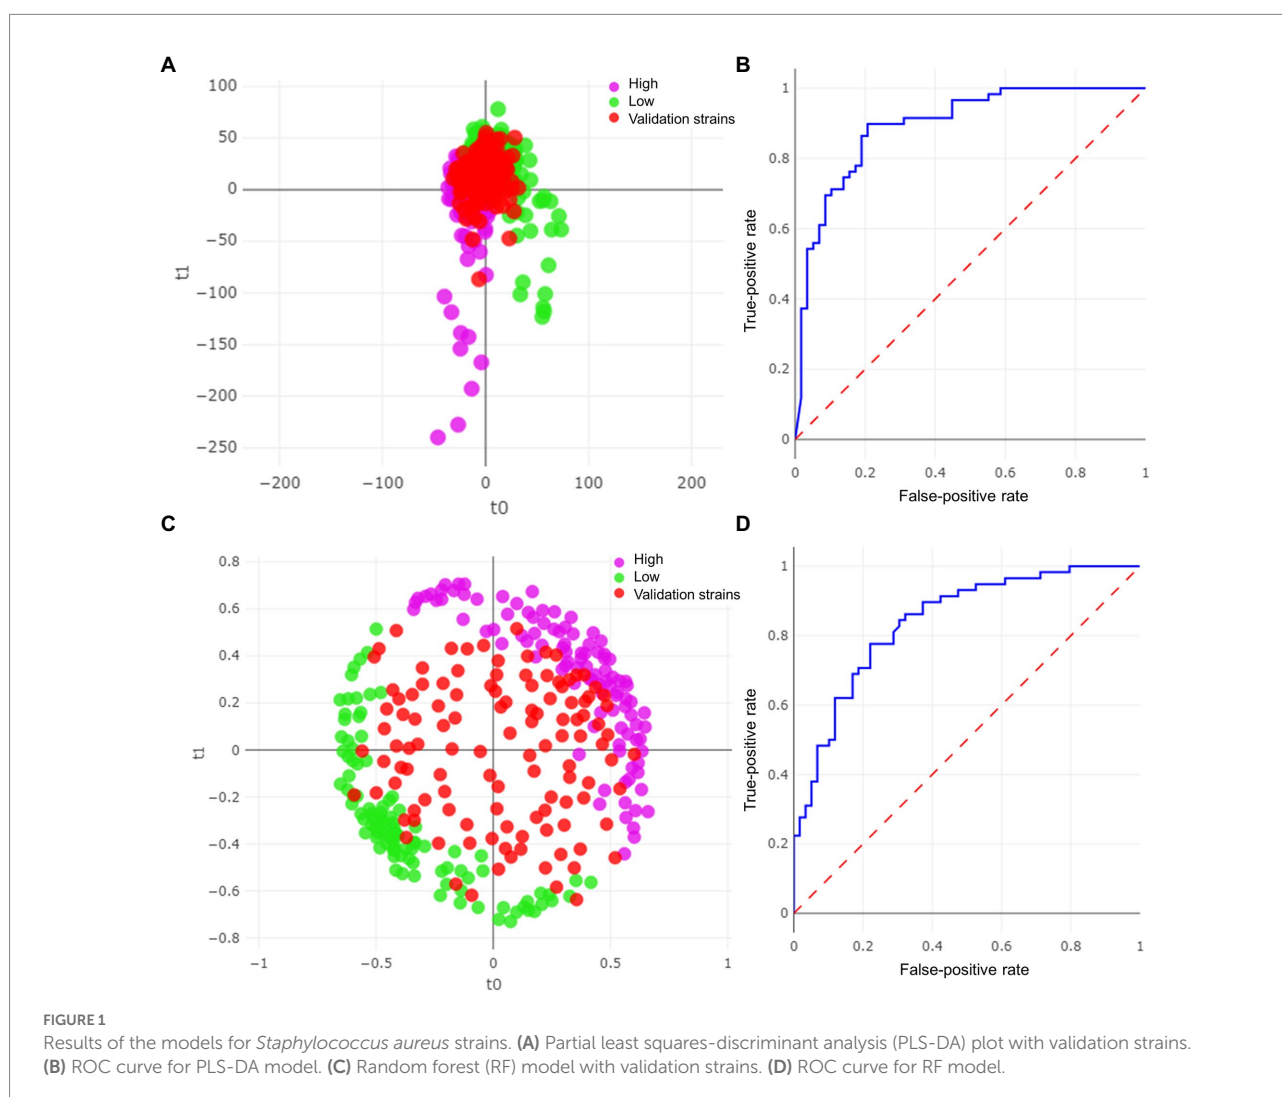 A
High
Low
Validation strains
100
50
0
−50
−100
−150
−200
−250
t1
−200
−100
0
100
200
t0
B
1
0.8
0.6
0.4
0.2
0
True-positive rate
0
0.2
0.4
0.6
0.8
1
False-positive rate
C
High
Low
Validation strains
0.8
0.6
0.4
0.2
0
−0.2
−0.4
−0.6
−0.8
t1
−1
−0.5
0
0.5
1
t0
D
1
0.8
0.6
0.4
0.2
0
True-positive rate
0
0.2
0.4
0.6
0.8
1
False-positive rate
FIGURE 1
Results of the models for Staphylococcus aureus strains. (A) Partial least squares-discriminant analysis (PLS-DA) plot with validation strains.
(B) ROC curve for PLS-DA model. (C) Random forest (RF) model with validation strains. (D) ROC curve for RF model.